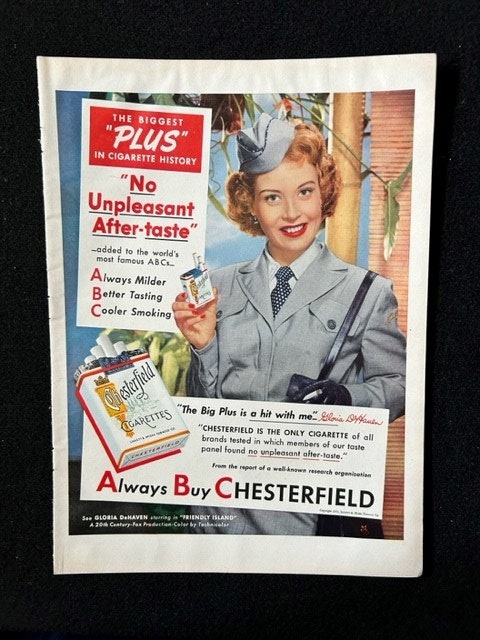 THE BIGGEST
"PLUS"
IN CIGARETTE HISTORY
"No
Unpleasant
After-taste"
—added to the world's
most famous ABCs—
Always Milder
Better Tasting
Cooler Smoking
Chesterfield
CIGARETTES
LIGGETT & MYERS TOBACCO CO
CHESTERFIELD
"The Big Plus is a hit with me" Gloria DeHaven
"CHESTERFIELD IS THE ONLY CIGARETTE of all
brands tested in which members of our taste
panel found no unpleasant after-taste."
From the report of a well-known research organization
Always Buy CHESTERFIELD
See GLORIA DeHAVEN starring in "FRIENDLY ISLAND"
A 20th Century-Fox Production-Color by Technicolor